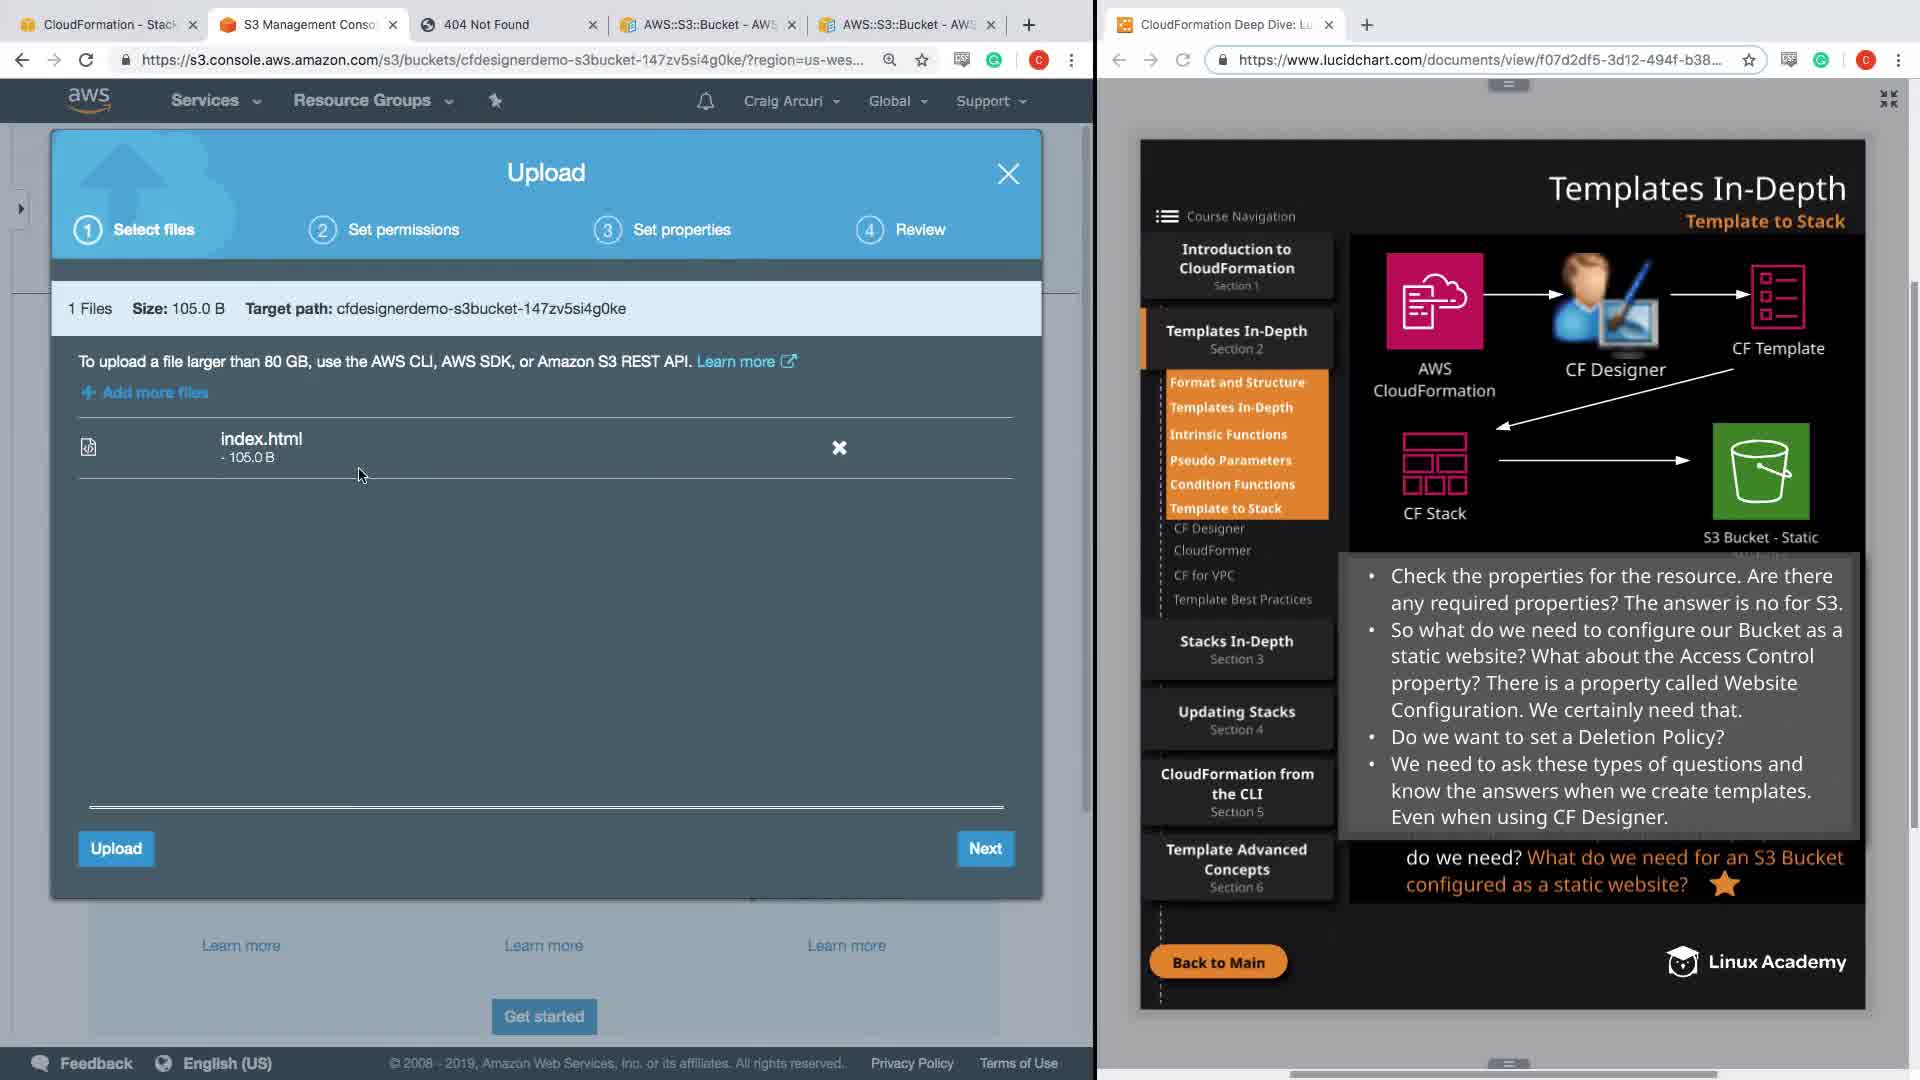 CloudFormation - Stack
S3 Management Conso
404 Not Found
AWS::S3::Bucket - AWS
AWS::S3::Bucket - AWS
https://s3.console.aws.amazon.com/s3/buckets/cfdesignerdemo-s3bucket-147zv5si4g0ke/?region=us-wes...
aws
Services
Resource Groups
Craig Arcuri
Global
Support
Upload
1 Select files
2 Set permissions
3 Set properties
4 Review
1 Files Size: 105.0 B Target path: cfdesignerdemo-s3bucket-147zv5si4g0ke
To upload a file larger than 80 GB, use the AWS CLI, AWS SDK, or Amazon S3 REST API. Learn more
Add more files
index.html
- 105.0 B
Upload
Next
Learn more
Learn more
Learn more
Get started
Feedback
English (US)
© 2008 - 2019, Amazon Web Services, Inc. or its affiliates. All rights reserved.
Privacy Policy
Terms of Use
CloudFormation Deep Dive: Lu
https://www.lucidchart.com/documents/view/f07d2df5-3d12-494f-b38...
Templates In-Depth
Template to Stack
Course Navigation
Introduction to
CloudFormation
Section 1
Templates In-Depth
Section 2
Format and Structure
Templates In-Depth
Intrinsic Functions
Pseudo Parameters
Condition Functions
Template to Stack
CF Designer
CloudFormer
CF for VPC
Template Best Practices
Stacks In-Depth
Section 3
Updating Stacks
Section 4
CloudFormation from
the CLI
Section 5
Template Advanced
Concepts
Section 6
Back to Main
AWS
CloudFormation
CF Designer
CF Template
CF Stack
S3 Bucket - Static
• Check the properties for the resource. Are there
any required properties? The answer is no for S3.
• So what do we need to configure our Bucket as a
static website? What about the Access Control
property? There is a property called Website
Configuration. We certainly need that.
• Do we want to set a Deletion Policy?
• We need to ask these types of questions and
know the answers when we create templates.
Even when using CF Designer.
do we need? What do we need for an S3 Bucket
configured as a static website?
Linux Academy